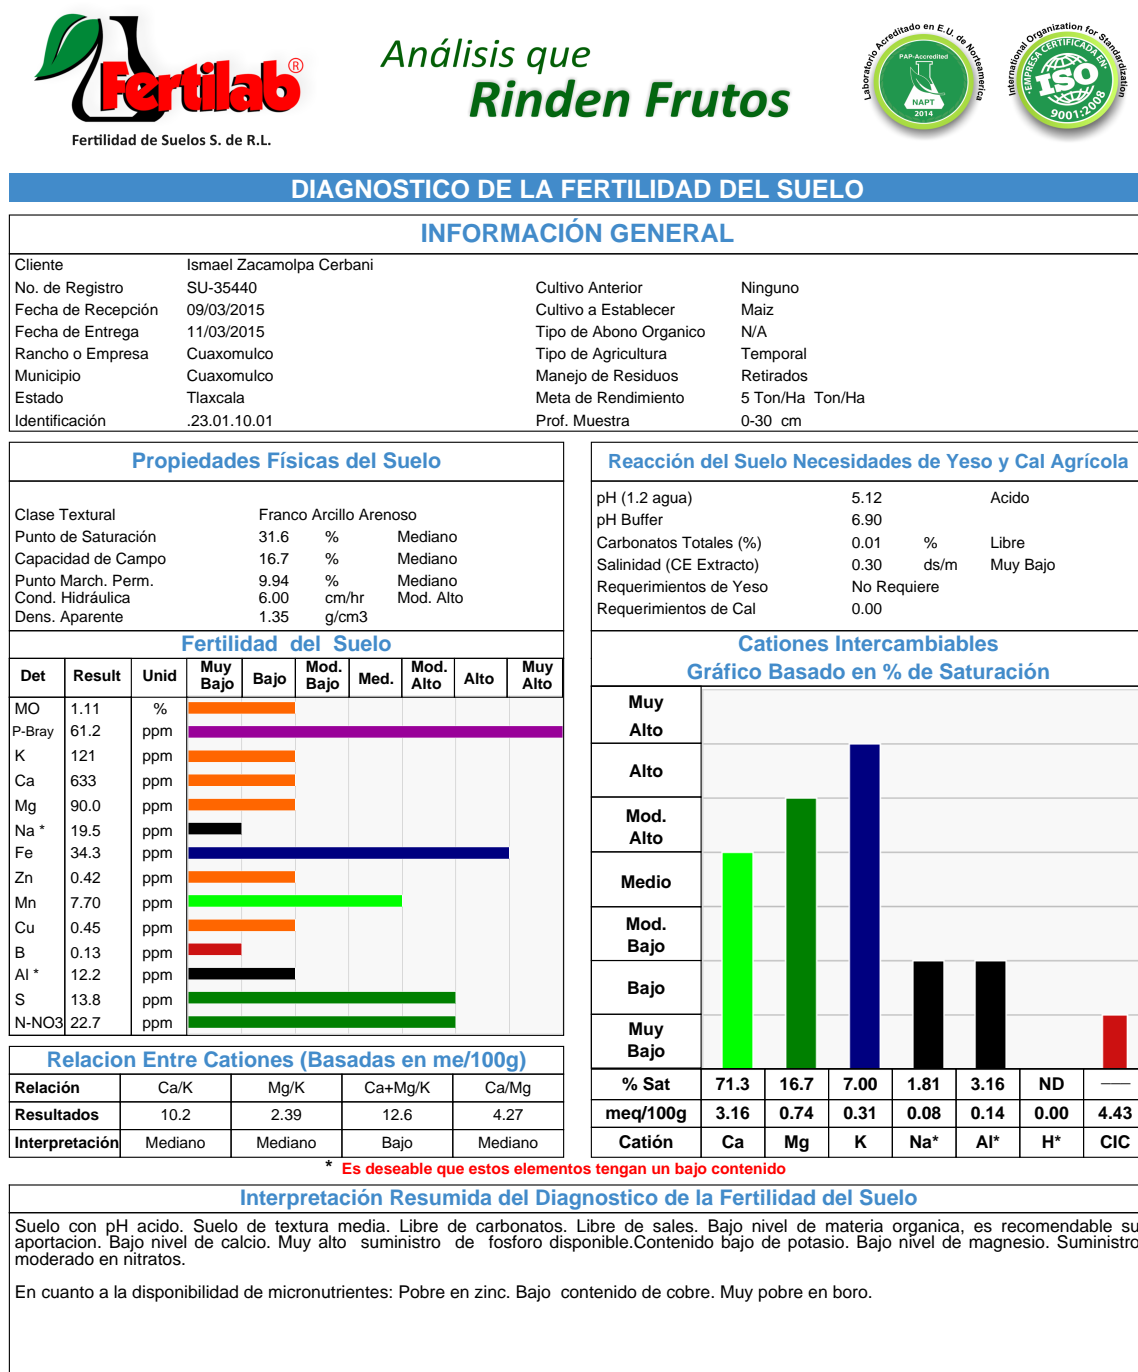 Fertilab®
Fertilidad de Suelos S. de R.L.
Análisis que
Rinden Frutos
Laboratorio Acreditado en E.U. de Norteamerica
PAP-Accredited
NAPT
2014
International Organization for Standardization
EMPRESA CERTIFICADA EN
ISO
9001:2008
DIAGNOSTICO DE LA FERTILIDAD DEL SUELO
INFORMACIÓN GENERAL
Cliente Ismael Zacamolpa Cerbani
No. de Registro SU-35440 Cultivo Anterior Ninguno
Fecha de Recepción 09/03/2015 Cultivo a Establecer Maiz
Fecha de Entrega 11/03/2015 Tipo de Abono Organico N/A
Rancho o Empresa Cuaxomulco Tipo de Agricultura Temporal
Municipio Cuaxomulco Manejo de Residuos Retirados
Estado Tlaxcala Meta de Rendimiento 5 Ton/Ha Ton/Ha
Identificación .23.01.10.01 Prof. Muestra 0-30 cm
Propiedades Físicas del Suelo
Clase Textural Franco Arcillo Arenoso
Punto de Saturación 31.6 % Mediano
Capacidad de Campo 16.7 % Mediano
Punto March. Perm. 9.94 % Mediano
Cond. Hidráulica 6.00 cm/hr Mod. Alto
Dens. Aparente 1.35 g/cm3
Reacción del Suelo Necesidades de Yeso y Cal Agrícola
pH (1.2 agua) 5.12 Acido
pH Buffer 6.90
Carbonatos Totales (%) 0.01 % Libre
Salinidad (CE Extracto) 0.30 ds/m Muy Bajo
Requerimientos de Yeso No Requiere
Requerimientos de Cal 0.00
Fertilidad del Suelo
Det Result Unid Muy Bajo Bajo Mod. Bajo Med. Mod. Alto Alto Muy Alto
MO 1.11 %
P-Bray 61.2 ppm
K 121 ppm
Ca 633 ppm
Mg 90.0 ppm
Na * 19.5 ppm
Fe 34.3 ppm
Zn 0.42 ppm
Mn 7.70 ppm
Cu 0.45 ppm
B 0.13 ppm
Al * 12.2 ppm
S 13.8 ppm
N-NO3 22.7 ppm
Cationes Intercambiables
Gráfico Basado en % de Saturación
Muy
Alto
Alto
Mod.
Alto
Medio
Mod.
Bajo
Bajo
Muy
Bajo
% Sat 71.3 16.7 7.00 1.81 3.16 ND —
meq/100g 3.16 0.74 0.31 0.08 0.14 0.00 4.43
Catión Ca Mg K Na* Al* H* CIC
Relacion Entre Cationes (Basadas en me/100g)
Relación Ca/K Mg/K Ca+Mg/K Ca/Mg
Resultados 10.2 2.39 12.6 4.27
Interpretación Mediano Mediano Bajo Mediano
* Es deseable que estos elementos tengan un bajo contenido
Interpretación Resumida del Diagnostico de la Fertilidad del Suelo
Suelo con pH acido. Suelo de textura media. Libre de carbonatos. Libre de sales. Bajo nivel de materia organica, es recomendable su
aportacion. Bajo nivel de calcio. Muy alto suministro de fosforo disponible.Contenido bajo de potasio. Bajo nivel de magnesio. Suministro
moderado en nitratos.
En cuanto a la disponibilidad de micronutrientes: Pobre en zinc. Bajo contenido de cobre. Muy pobre en boro.